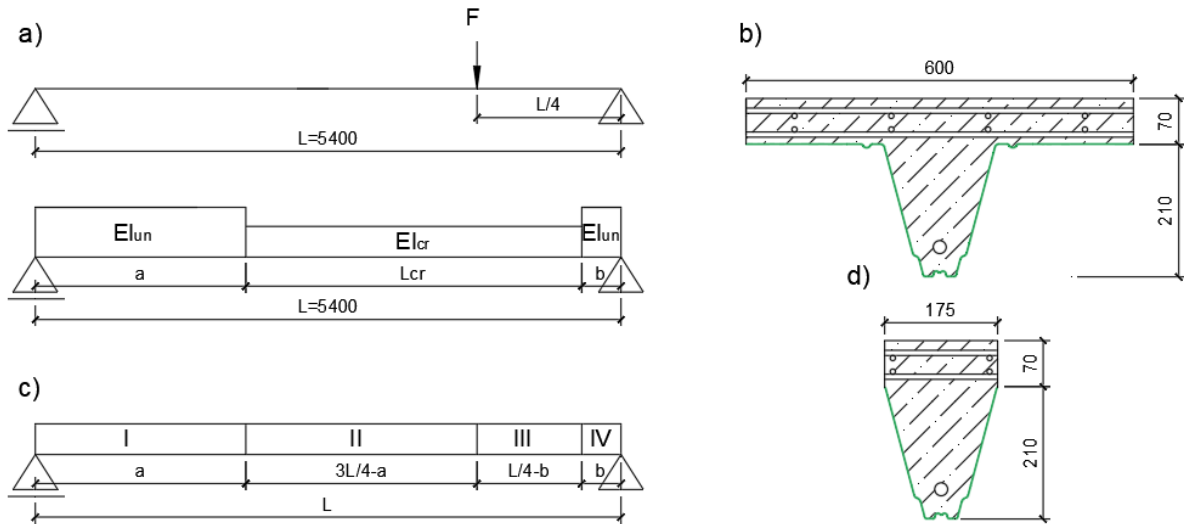 a)
F
L/4
L=5400
EIun
EIcr
EIun
a
Lcr
b
L=5400
c)
I
II
III
IV
a
3L/4-a
L/4-b
b
L
b)
600
70
210
d)
175
70
210